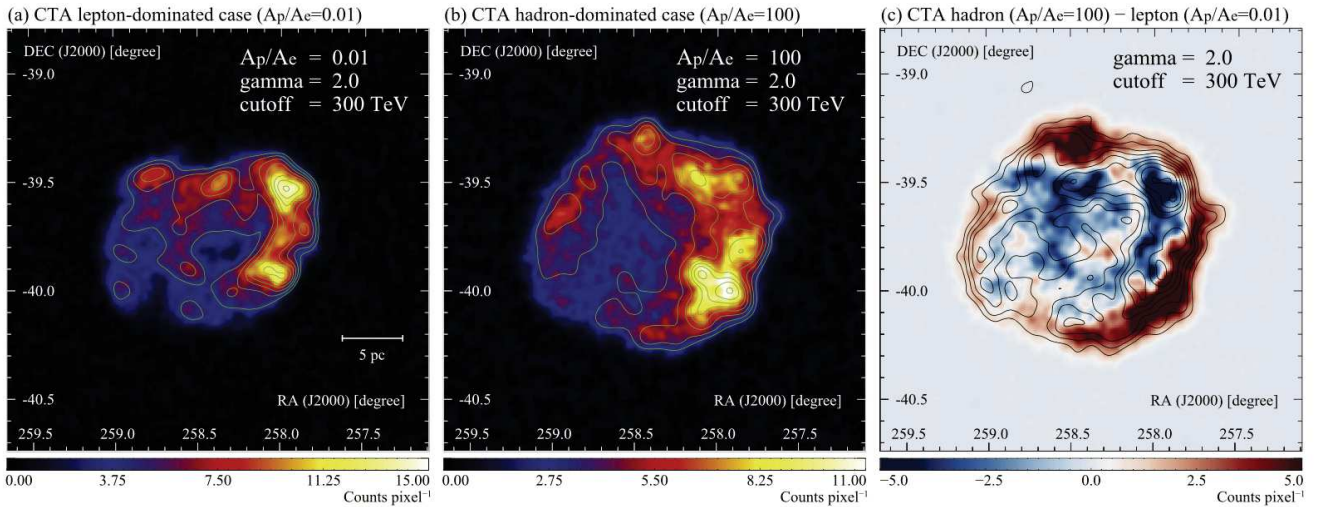 (a) CTA lepton-dominated case (Ap/Ae=0.01)
DEC (J2000) [degree]
Ap/Ae = 0.01
gamma = 2.0
cutoff = 300 TeV
-39.0
-39.5
-40.0
-40.5
5 pc
RA (J2000) [degree]
259.5 259.0 258.5 258.0 257.5
0.00 3.75 7.50 11.25 15.00
Counts pixel⁻¹
(b) CTA hadron-dominated case (Ap/Ae=100)
DEC (J2000) [degree]
Ap/Ae = 100
gamma = 2.0
cutoff = 300 TeV
-39.0
-39.5
-40.0
-40.5
RA (J2000) [degree]
259.5 259.0 258.5 258.0 257.5
0.00 2.75 5.50 8.25 11.00
Counts pixel⁻¹
(c) CTA hadron (Ap/Ae=100) − lepton (Ap/Ae=0.01)
DEC (J2000) [degree]
gamma = 2.0
cutoff = 300 TeV
-39.0
-39.5
-40.0
-40.5
RA (J2000) [degree]
259.5 259.0 258.5 258.0 257.5
−5.0 −2.5 0.0 2.5 5.0
Counts pixel⁻¹